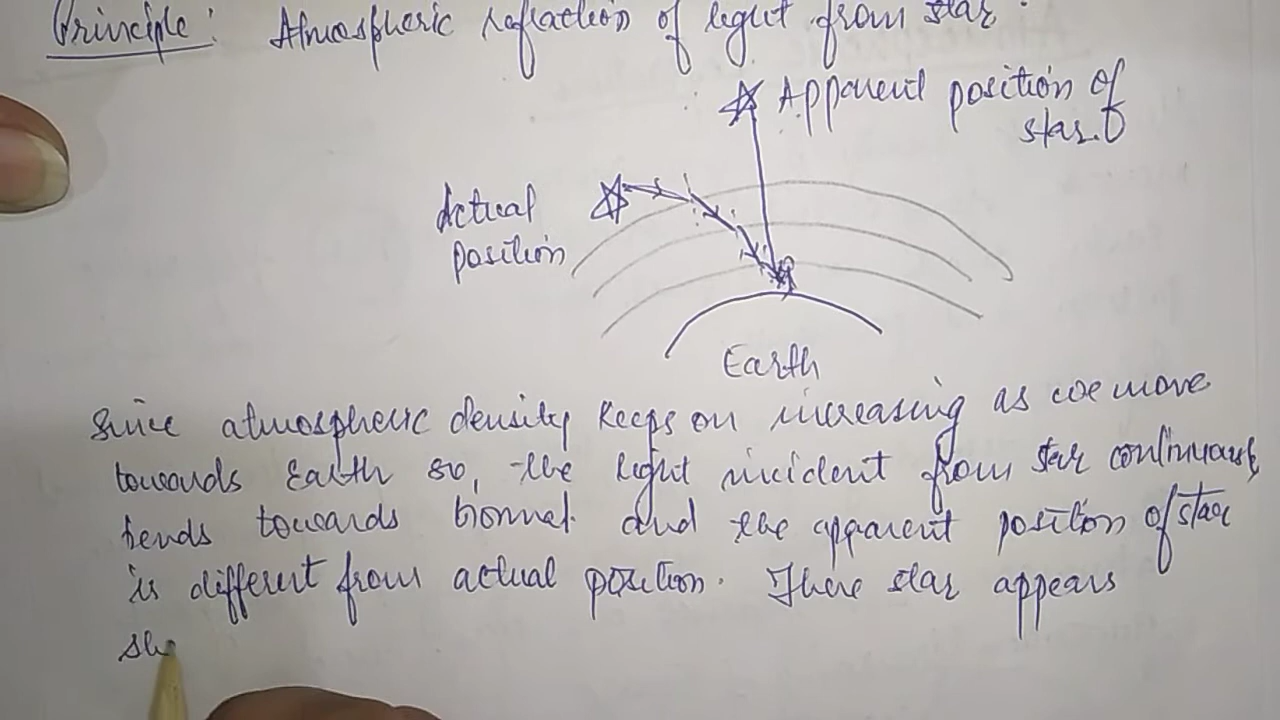 Principle: Atmospheric refraction of light from star.
Apparent position of
star.
Actual
position
Earth
Since atmospheric density keeps on increasing as we move
towards Earth so, the light incident from star continuously
bends towards normal and the apparent position of star
is different from actual position. There star appears
sh